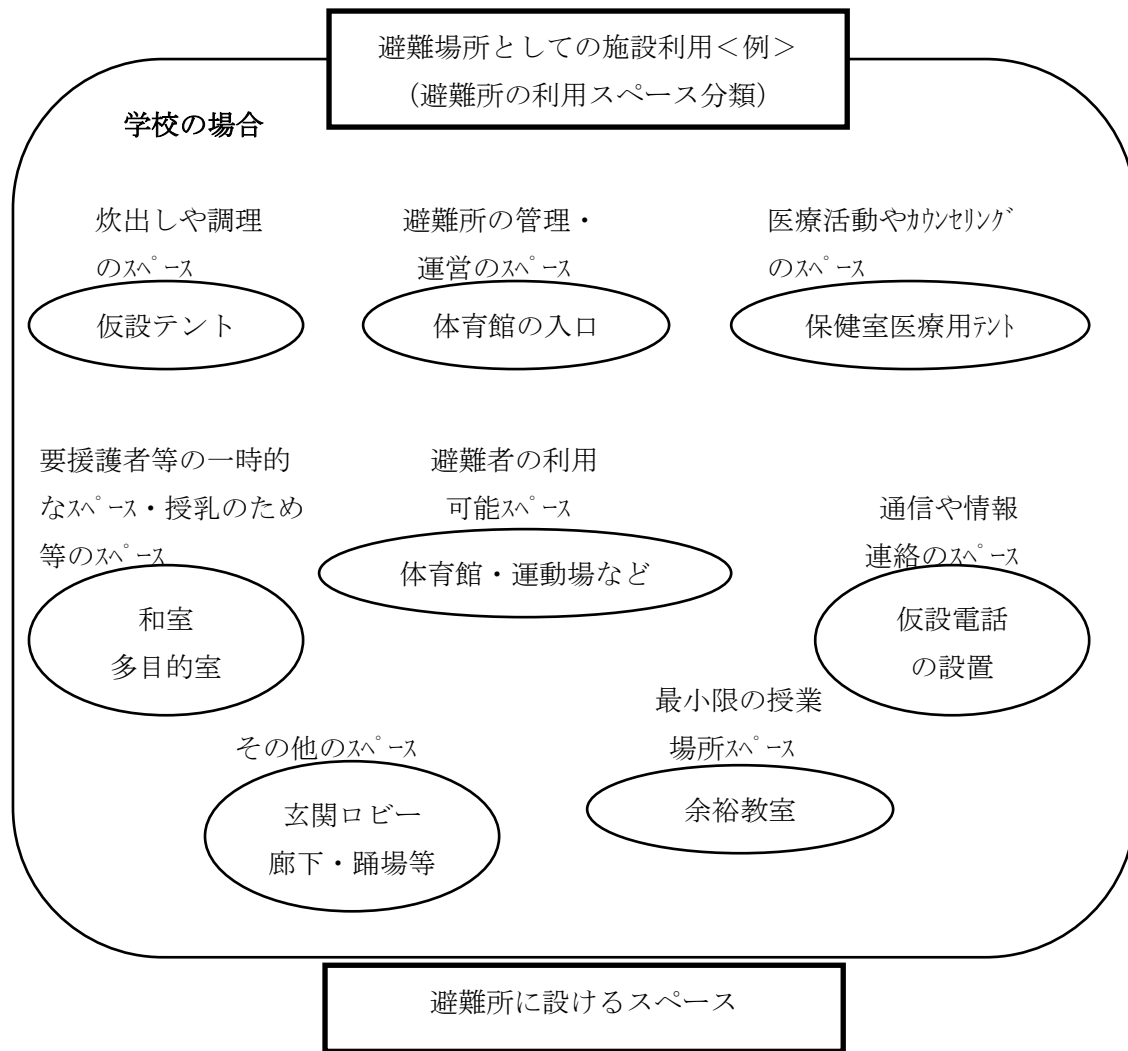 避難場所としての施設利用<例>
(避難所の利用スペース分類)
学校の場合
炊出しや調理
のｽﾍﾟｰｽ
仮設テント
避難所の管理・
運営のｽﾍﾟｰｽ
体育館の入口
医療活動やｶｳﾝｾﾘﾝｸﾞ
のｽﾍﾟｰｽ
保健室医療用ﾃﾝﾄ
要援護者等の一時的
なｽﾍﾟｰｽ・授乳のため
等のｽﾍﾟｰｽ
和室
多目的室
避難者の利用
可能ｽﾍﾟｰｽ
体育館・運動場など
通信や情報
連絡のｽﾍﾟｰｽ
仮設電話
の設置
その他のｽﾍﾟｰｽ
玄関ロビー
廊下・踊場等
最小限の授業
場所ｽﾍﾟｰｽ
余裕教室
避難所に設けるスペース